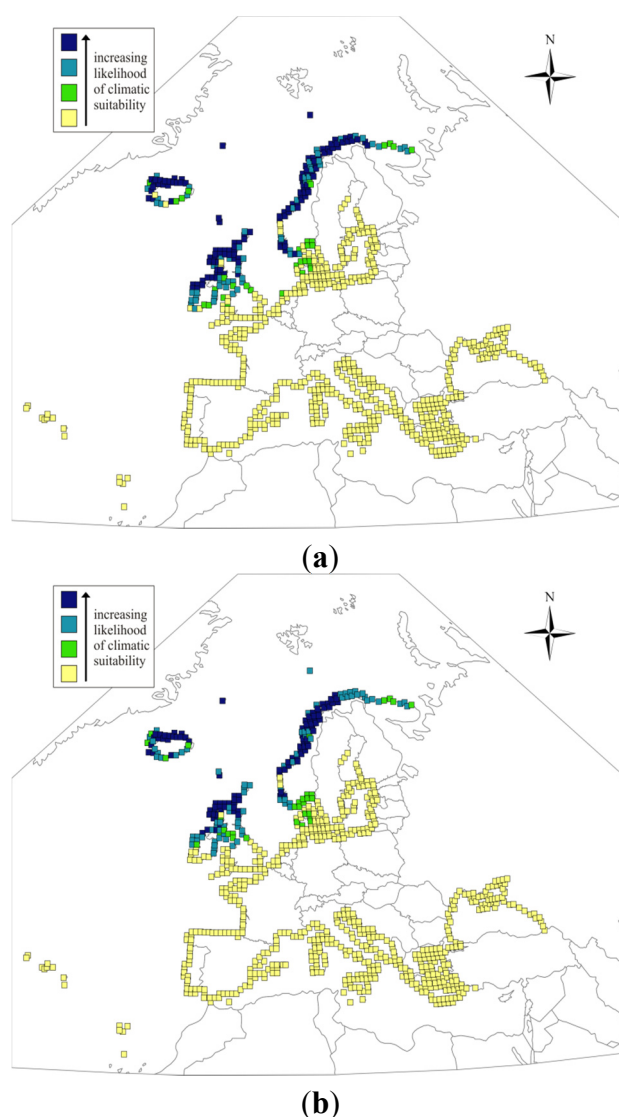 N
increasing
likelihood
of climatic
suitability
(a)
N
increasing
likelihood
of climatic
suitability
(b)